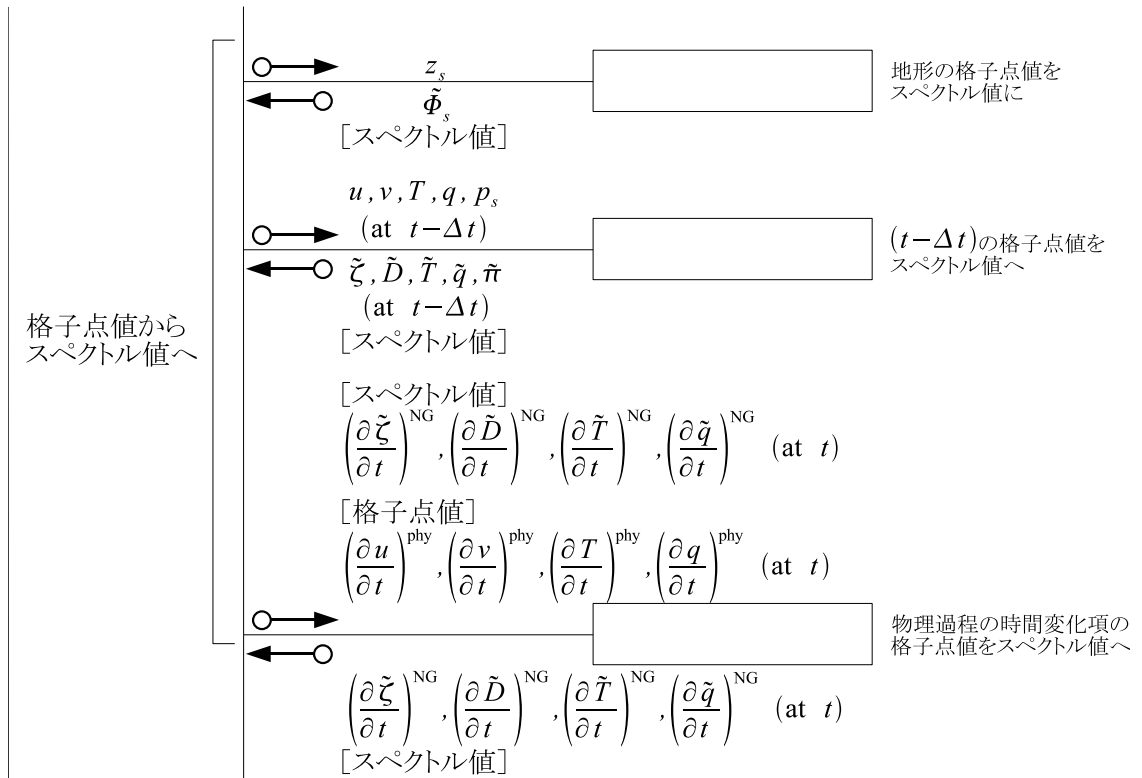 z_s
地形の格子点値を
スペクトル値に
Φ̃_s
[スペクトル値]
u , v , T , q , p_s
(at t−Δt)
(t−Δt)の格子点値を
スペクトル値へ
ζ̃ , D̃ , T̃ , q̃ , π̃
(at t−Δt)
[スペクトル値]
格子点値から
スペクトル値へ
[スペクトル値]
(∂ζ̃/∂t)^NG , (∂D̃/∂t)^NG , (∂T̃/∂t)^NG , (∂q̃/∂t)^NG (at t)
[格子点値]
(∂u/∂t)^phy , (∂v/∂t)^phy , (∂T/∂t)^phy , (∂q/∂t)^phy (at t)
物理過程の時間変化項の
格子点値をスペクトル値へ
(∂ζ̃/∂t)^NG , (∂D̃/∂t)^NG , (∂T̃/∂t)^NG , (∂q̃/∂t)^NG (at t)
[スペクトル値]